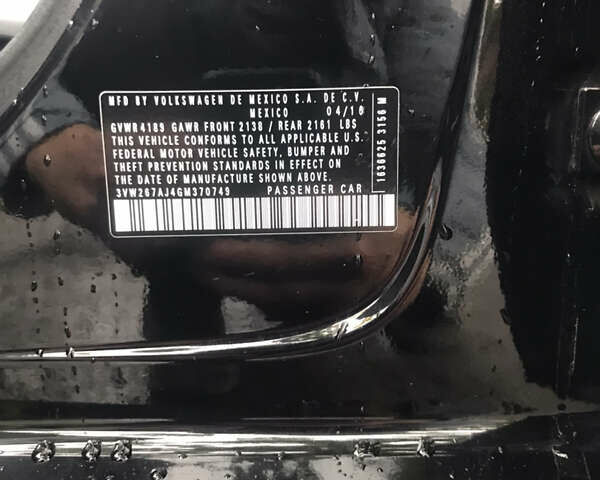 MFD BY VOLKSWAGEN DE MEXICO S.A. DE C.V.
MEXICO 04/16
GVWR4189 GAWR FRONT 2138 / REAR 2161 LBS
THIS VEHICLE CONFORMS TO ALL APPLICABLE U.S.
FEDERAL MOTOR VEHICLE SAFETY, BUMPER AND
THEFT PREVENTION STANDARDS IN EFFECT ON
THE DATE OF MANUFACTURE SHOWN ABOVE.
3VW267AJ4GM370749 PASSENGER CAR
1630625 3156 M